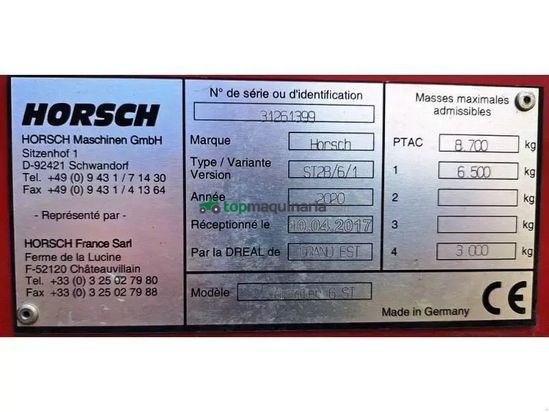 HORSCH
HORSCH Maschinen GmbH
Sitzenhof 1
D-92421 Schwandorf
Tel. +49 (0) 9 43 1 / 7 14 30
Fax +49 (0) 9 43 1 / 4 13 64
- Représenté par -
HORSCH France Sarl
Ferme de la Lucine
F-52120 Châteauvillain
Tel. +33 (0) 3 25 02 79 80
Fax +33 (0) 3 25 02 79 88
N° de série ou d'identification
31261399
Marque Horsch
Type / Variante
Version ST2B/6/1
Année 2020
topmaquinaria
Réceptionné le 10.04.2017
Par la DREAL de GRAND EST
Modèle 6 ST
Masses maximales
admissibles
PTAC 8.700 kg
1 6 500 kg
2 kg
3 kg
4 3 000 kg
CE
Made in Germany